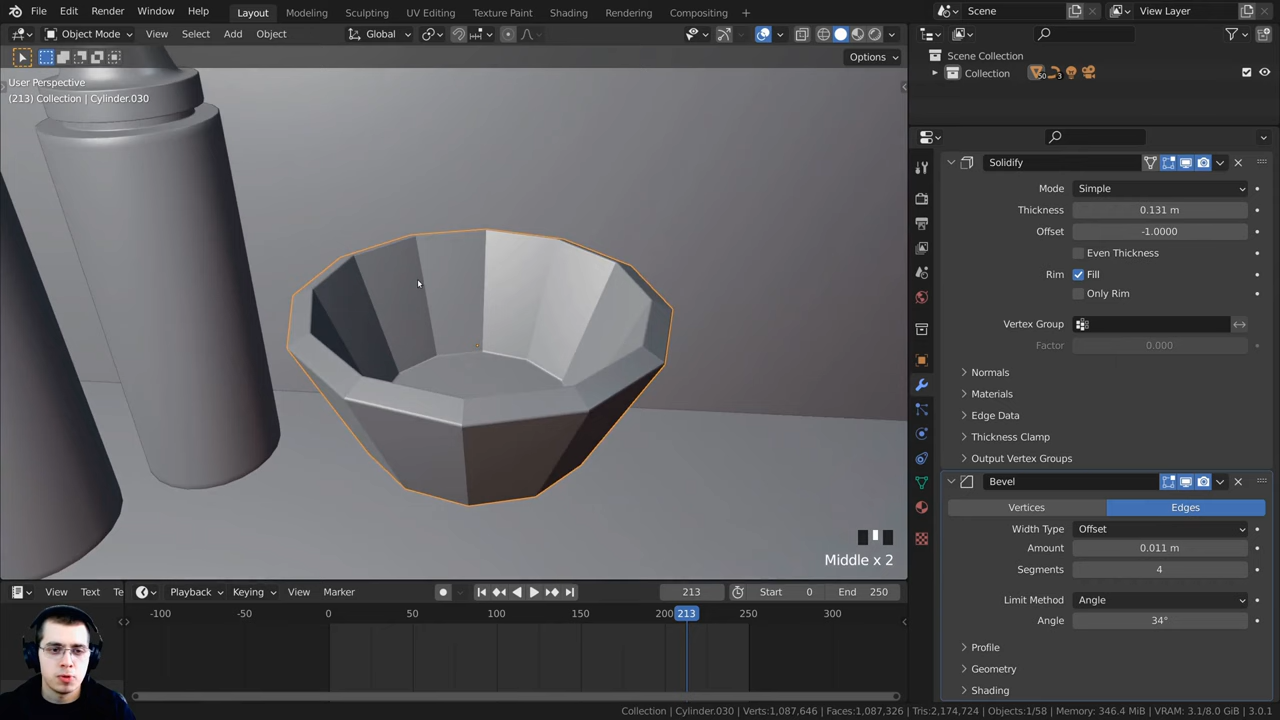 File Edit Render Window Help Layout Modeling Sculpting UV Editing Texture Paint Shading Rendering Compositing + Scene View Layer
Object Mode View Select Add Object Global
Options
User Perspective
(213) Collection | Cylinder.030
Middle x 2
Scene Collection
Collection 50 3
Solidify
Mode Simple
Thickness 0.131 m
Offset -1.0000
Even Thickness
Rim Fill
Only Rim
Vertex Group
Factor 0.000
Normals
Materials
Edge Data
Thickness Clamp
Output Vertex Groups
Bevel
Vertices Edges
Width Type Offset
Amount 0.011 m
Segments 4
Limit Method Angle
Angle 34°
Profile
Geometry
Shading
View Text Te Playback Keying View Marker 213 Start 0 End 250
-100 -50 0 50 100 150 200 213 250 300
Collection | Cylinder.030 | Verts:1,087,646 | Faces:1,087,326 | Tris:2,174,724 | Objects:1/58 | Memory: 346.4 MiB | VRAM: 3.1/8.0 GiB | 3.0.1